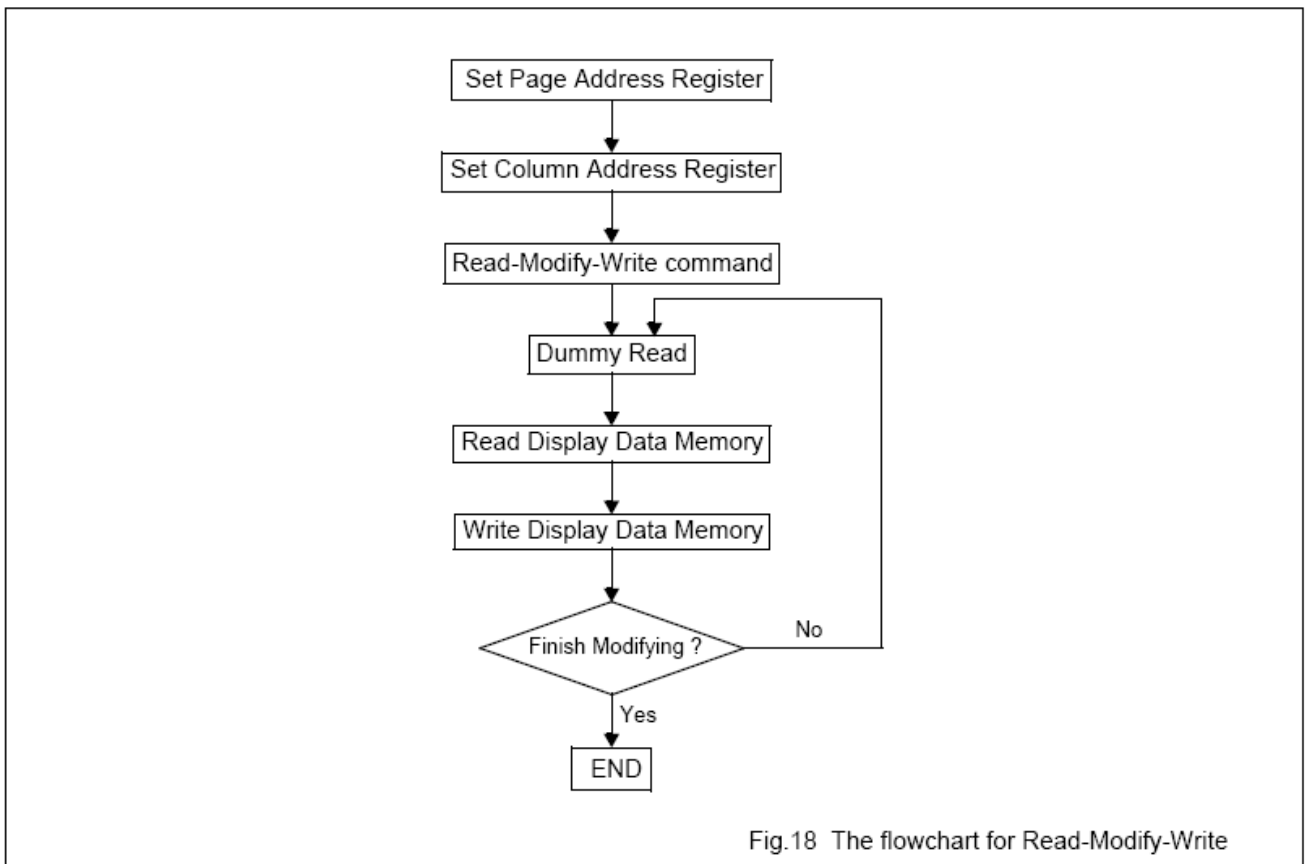 Set Page Address Register
Set Column Address Register
Read-Modify-Write command
Dummy Read
Read Display Data Memory
Write Display Data Memory
Finish Modifying ?
No
Yes
END
Fig.18 The flowchart for Read-Modify-Write